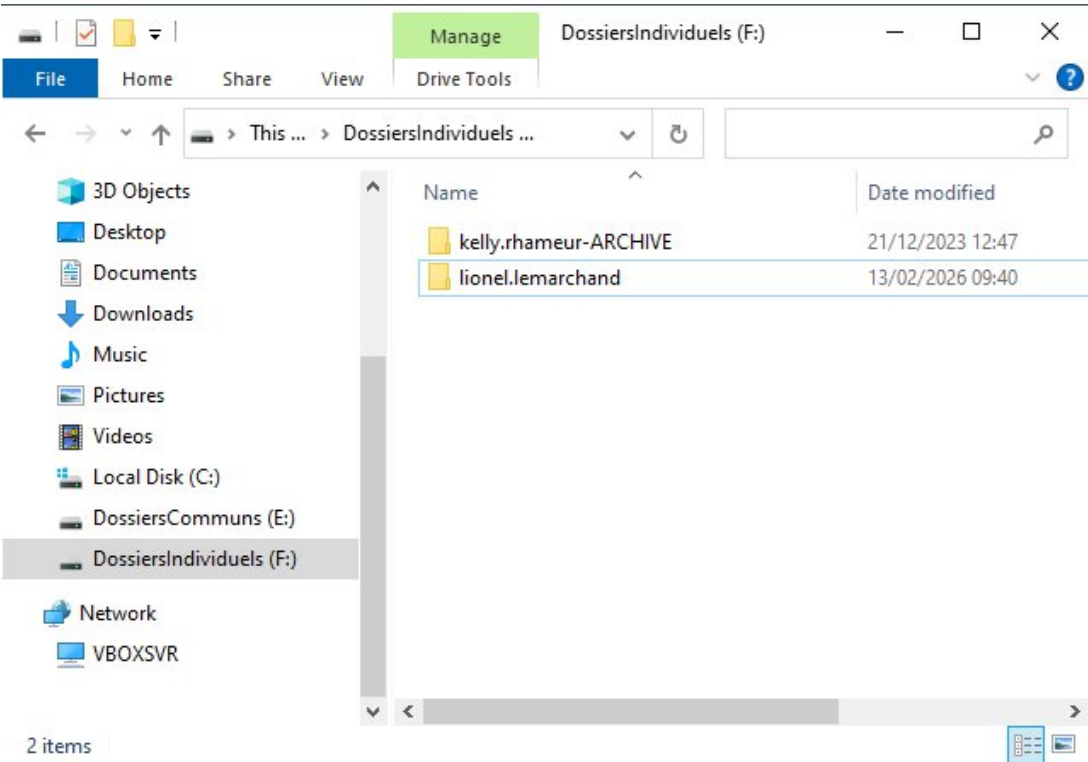 Manage
DossiersIndividuels (F:)
File
Home
Share
View
Drive Tools
This ...
DossiersIndividuels ...
3D Objects
Desktop
Documents
Downloads
Music
Pictures
Videos
Local Disk (C:)
DossiersCommuns (E:)
DossiersIndividuels (F:)
Network
VBOXSVR
Name Date modified
kelly.rhameur-ARCHIVE 21/12/2023 12:47
lionel.lemarchand 13/02/2026 09:40
2 items